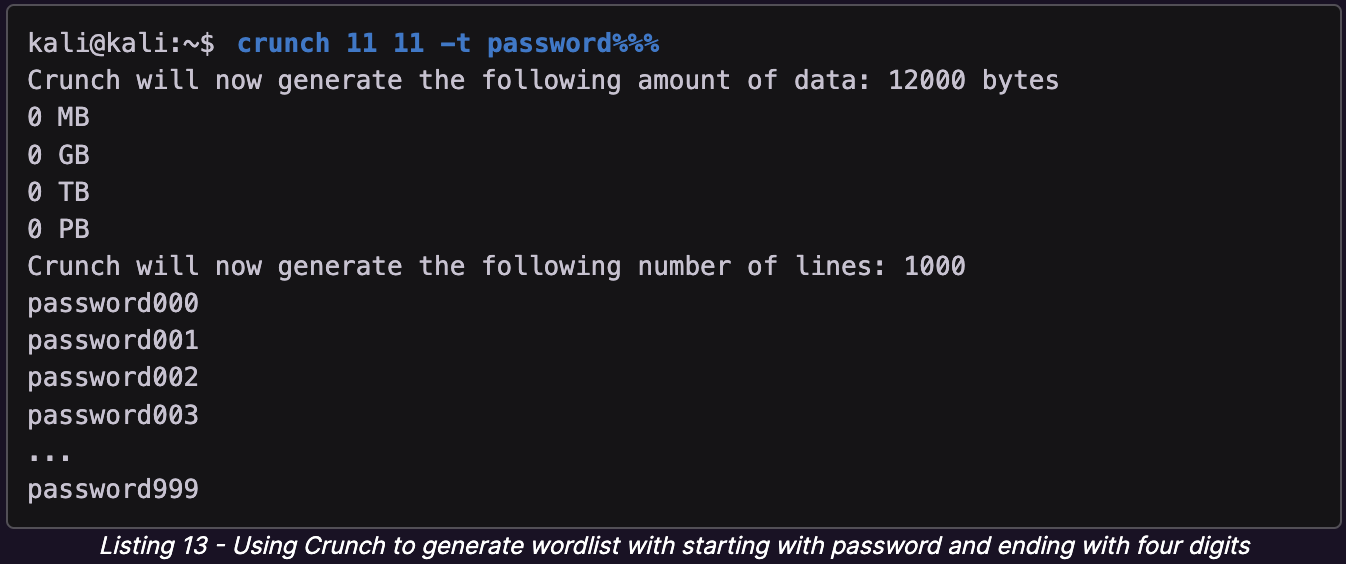 kali@kali:~$ crunch 11 11 -t password%%%
Crunch will now generate the following amount of data: 12000 bytes
0 MB
0 GB
0 TB
0 PB
Crunch will now generate the following number of lines: 1000
password000
password001
password002
password003
...
password999
Listing 13 - Using Crunch to generate wordlist with starting with password and ending with four digits